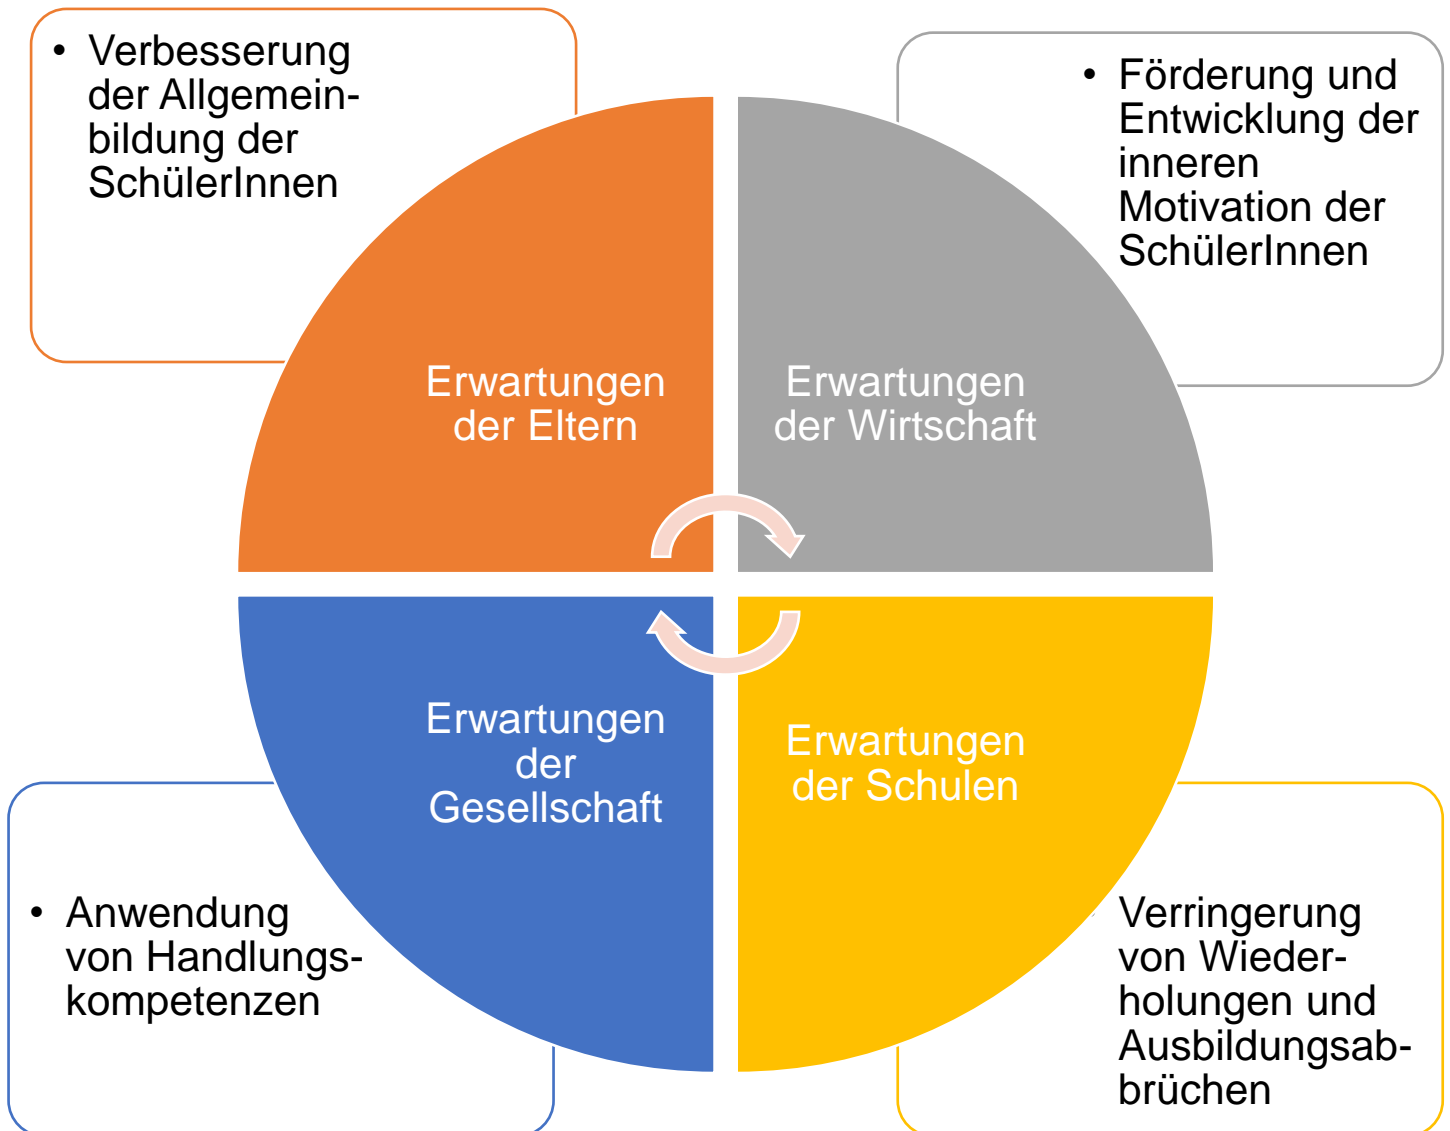 • Verbesserung
der Allgemein-
bildung der
SchülerInnen
• Förderung und
Entwicklung der
inneren
Motivation der
SchülerInnen
Erwartungen
der Eltern
Erwartungen
der Wirtschaft
Erwartungen
der
Gesellschaft
Erwartungen
der Schulen
• Anwendung
von Handlungs-
kompetenzen
Verringerung
von Wieder-
holungen und
Ausbildungsab-
brüchen